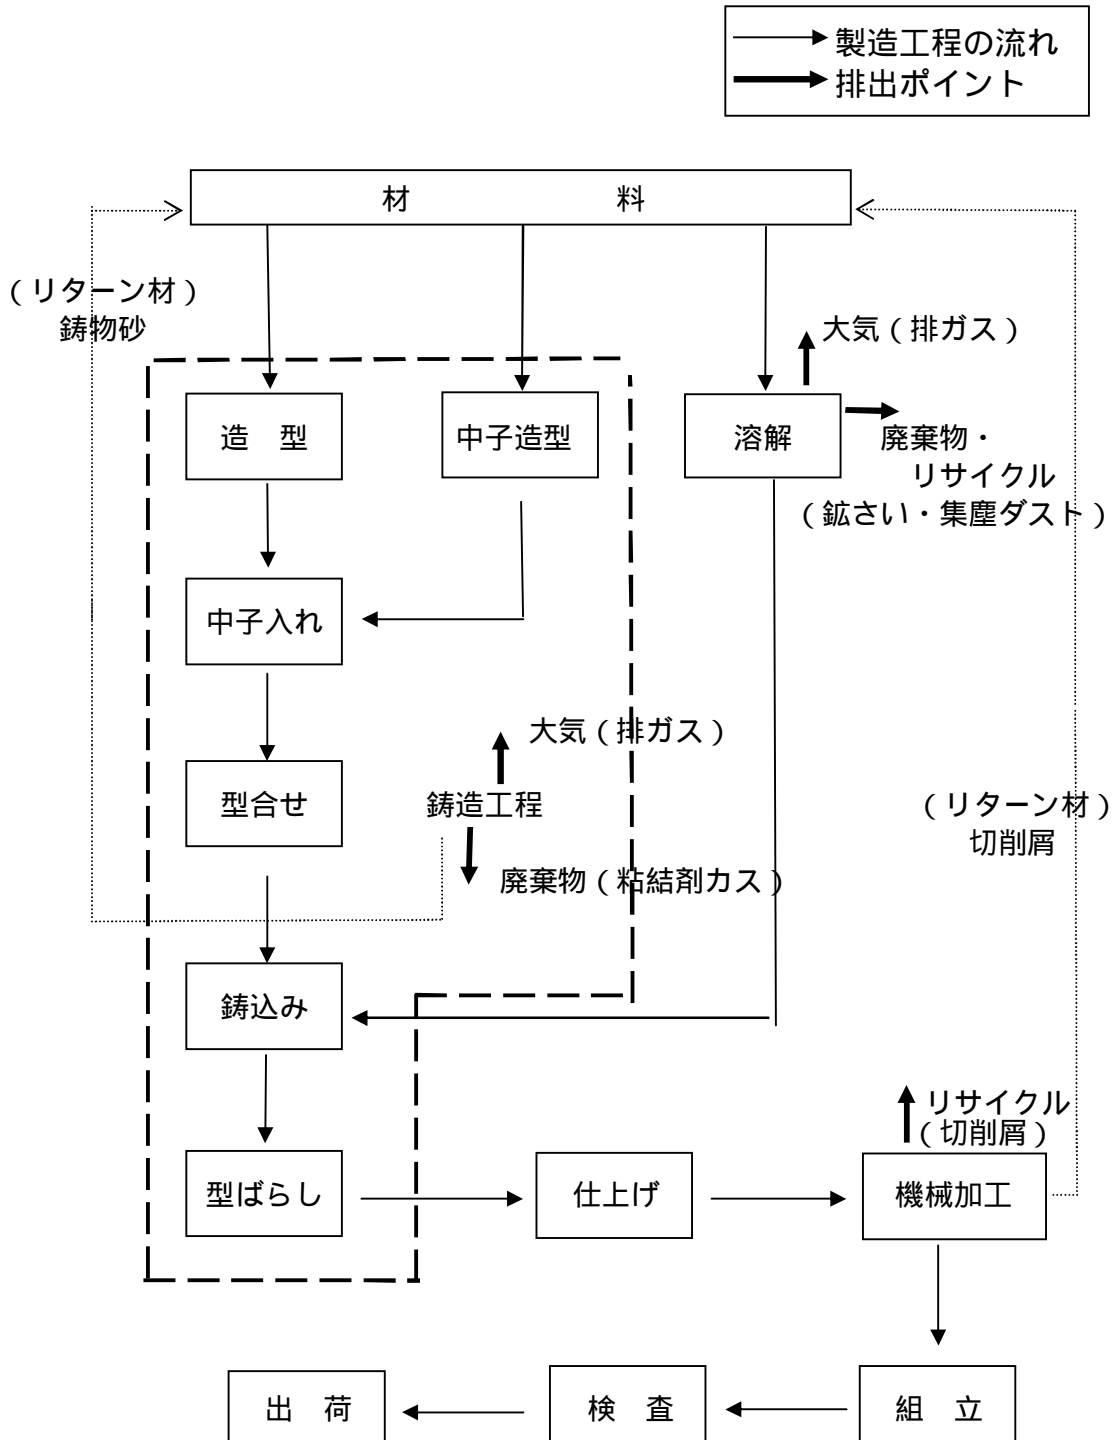 製造工程の流れ
排出ポイント
材 料
(リターン材)
鋳物砂
大気(排ガス)
造 型
中子造型
溶解
廃棄物・
リサイクル
(鉱さい・集塵ダスト)
中子入れ
大気(排ガス)
型合せ
鋳造工程
(リターン材)
切削屑
廃棄物(粘結剤カス)
鋳込み
リサイクル
(切削屑)
型ばらし
仕上げ
機械加工
出 荷
検 査
組 立